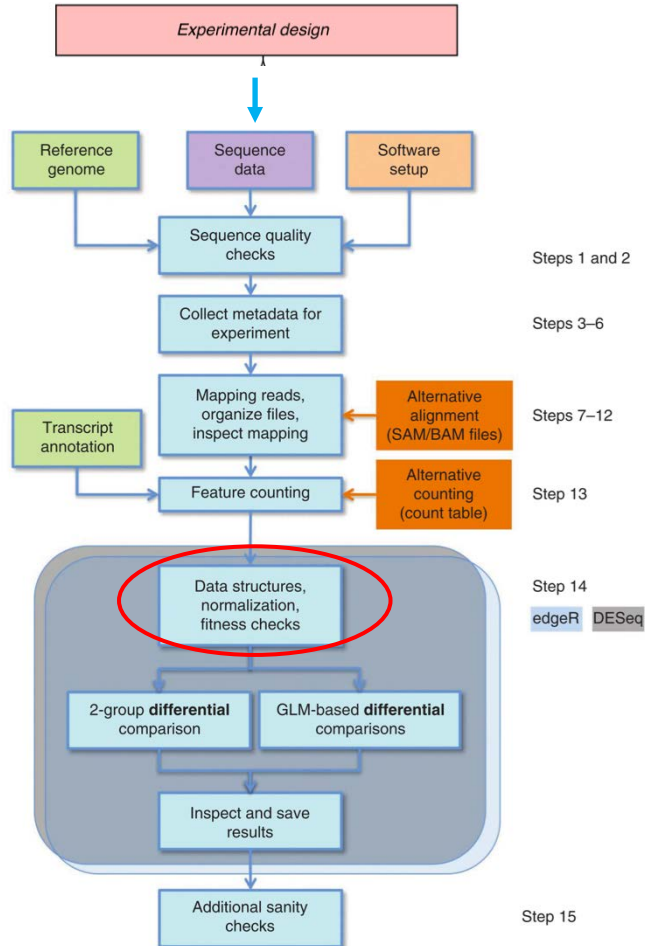 Experimental design
Reference
genome
Sequence
data
Software
setup
Sequence quality
checks
Steps 1 and 2
Collect metadata for
experiment
Steps 3–6
Mapping reads,
organize files,
inspect mapping
Alternative
alignment
(SAM/BAM files)
Steps 7–12
Transcript
annotation
Feature counting
Alternative
counting
(count table)
Step 13
Data structures,
normalization,
fitness checks
Step 14
edgeR DESeq
2-group differential
comparison
GLM-based differential
comparisons
Inspect and save
results
Additional sanity
checks
Step 15